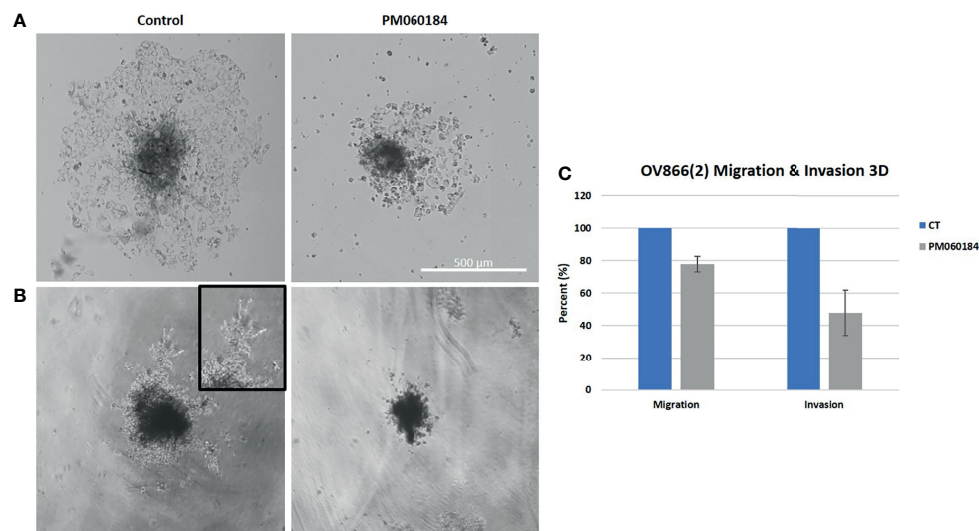 A
Control
PM060184
500 µm
B
C
OV866(2) Migration & Invasion 3D
Percent (%)
120
100
80
60
40
20
0
Migration
Invasion
CT
PM060184